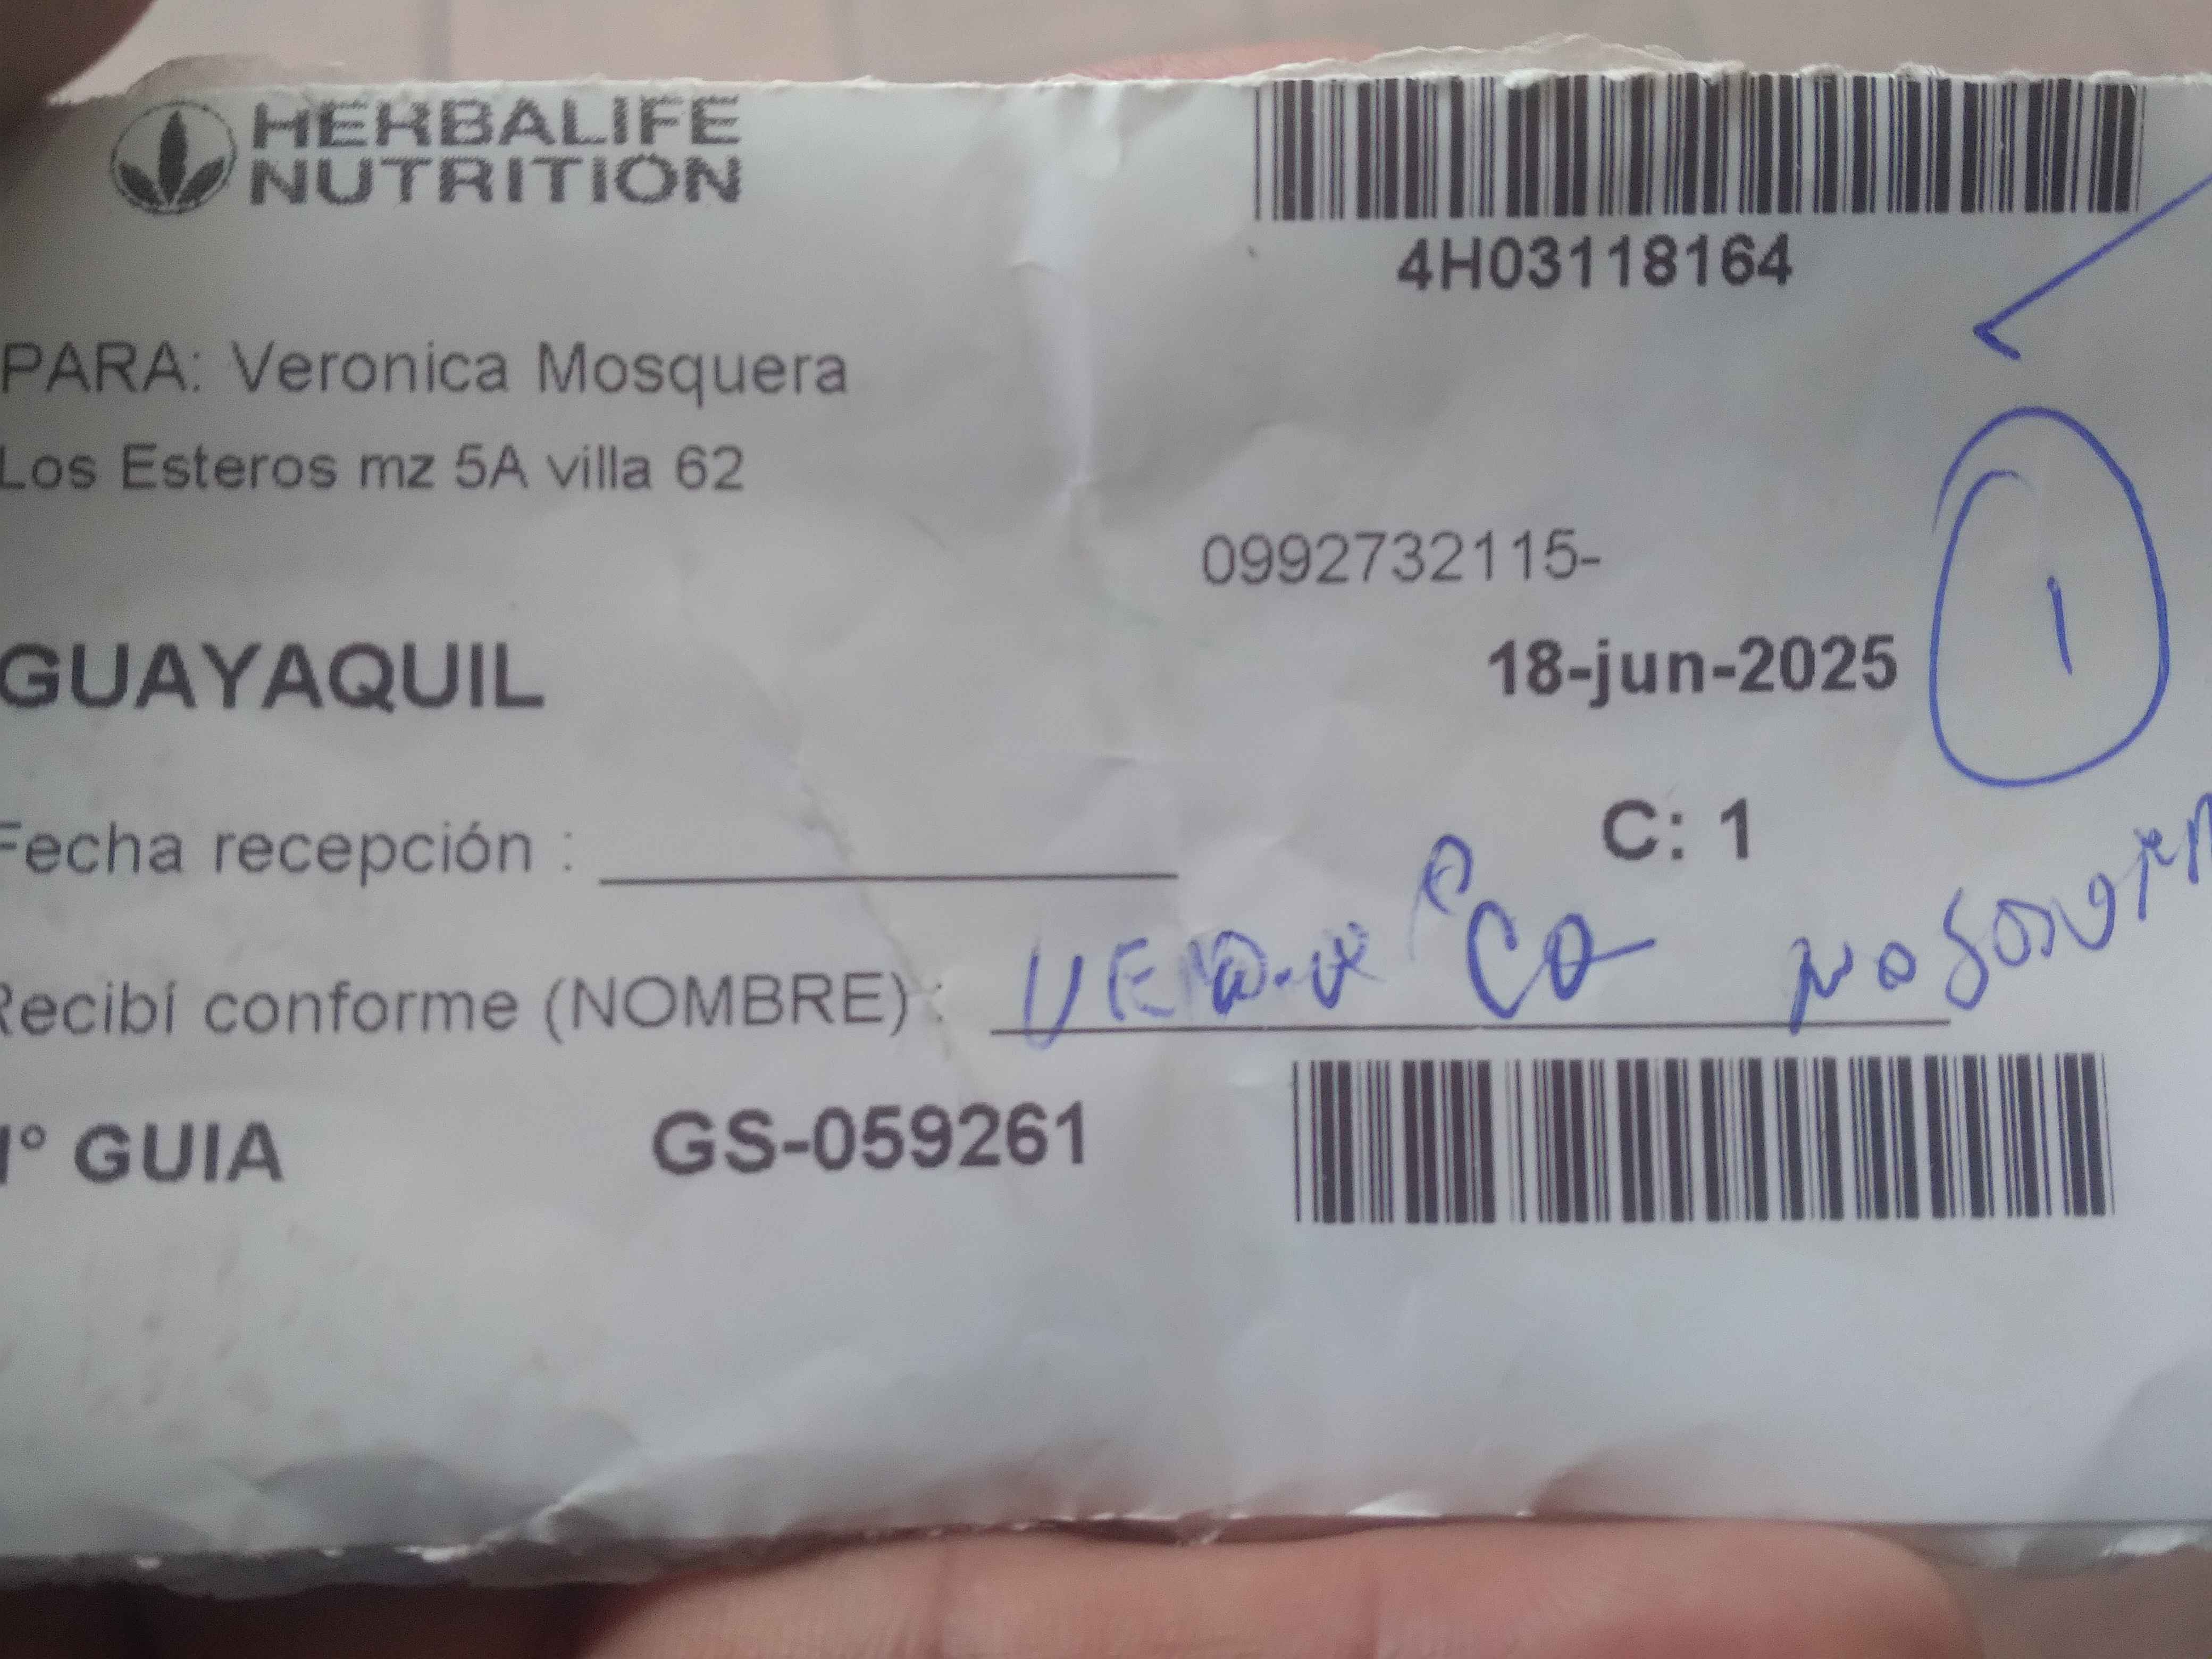 HERBALIFE
NUTRITION
4H03118164
PARA: Veronica Mosquera
Los Esteros mz 5A villa 62
0992732115-
GUAYAQUIL
18-jun-2025
1
C: 1
Fecha recepción :
Recibí conforme (NOMBRE) :
° GUIA GS-059261